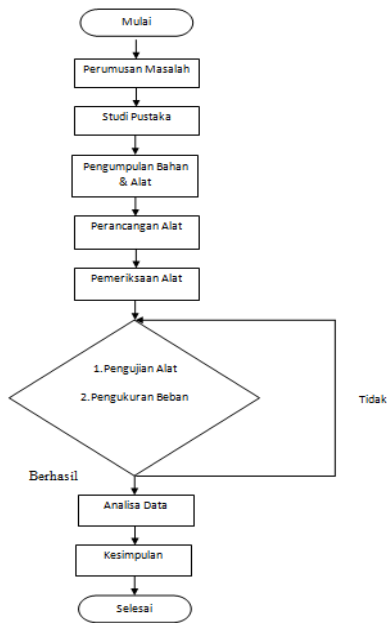 Mulai
Perumusan Masalah
Studi Pustaka
Pengumpulan Bahan
& Alat
Perancangan Alat
Pemeriksaan Alat
1.Pengujian Alat
2.Pengukuran Beban
Tidak
Berhasil
Analisa Data
Kesimpulan
Selesai